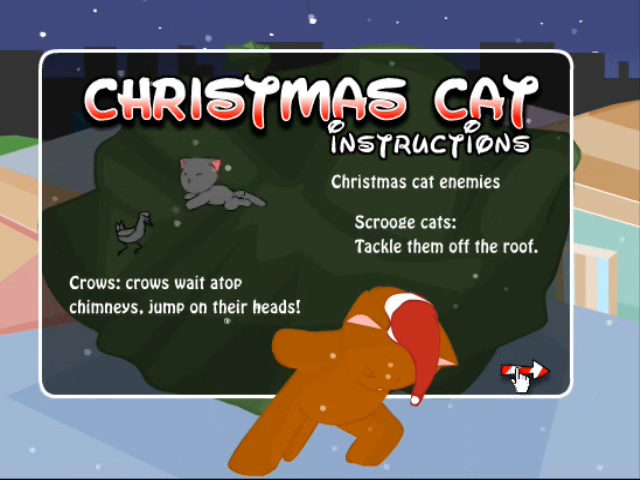 CHRISTMAS CAT
INSTRUCTIONS
Christmas cat enemies
Scrooge cats:
Tackle them off the roof.
Crows: crows wait atop
chimneys, jump on their heads!